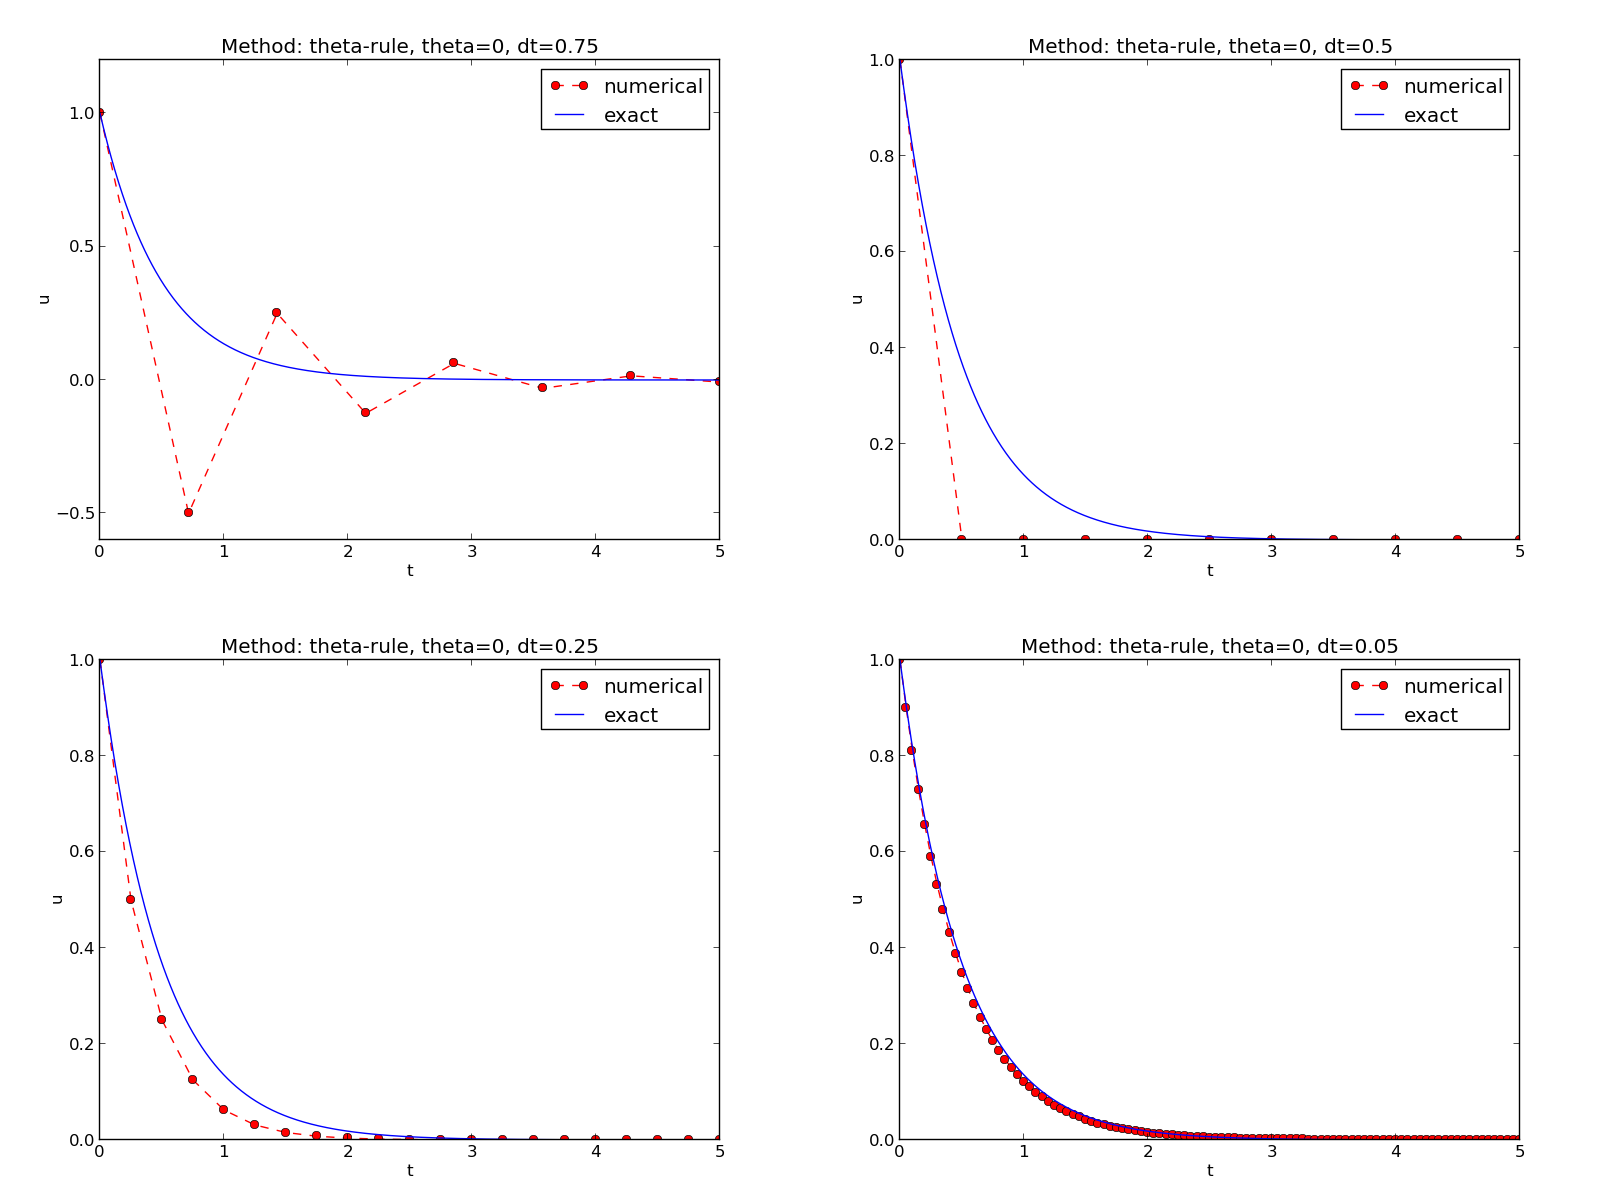 Method: theta-rule, theta=0, dt=0.75
numerical
exact
1.0
0.5
0.0
−0.5
u
0 1 2 3 4 5
t
Method: theta-rule, theta=0, dt=0.5
numerical
exact
1.0
0.8
0.6
0.4
0.2
0.0
u
0 1 2 3 4 5
t
Method: theta-rule, theta=0, dt=0.25
numerical
exact
1.0
0.8
0.6
0.4
0.2
0.0
u
0 1 2 3 4 5
t
Method: theta-rule, theta=0, dt=0.05
numerical
exact
1.0
0.8
0.6
0.4
0.2
0.0
u
0 1 2 3 4 5
t